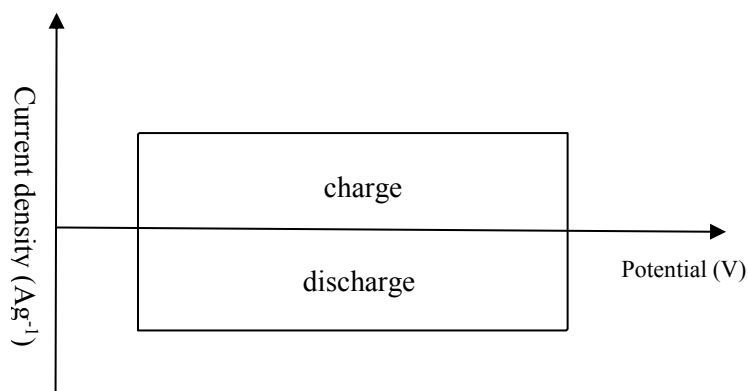 Current density (Ag⁻¹)
charge
discharge
Potential (V)